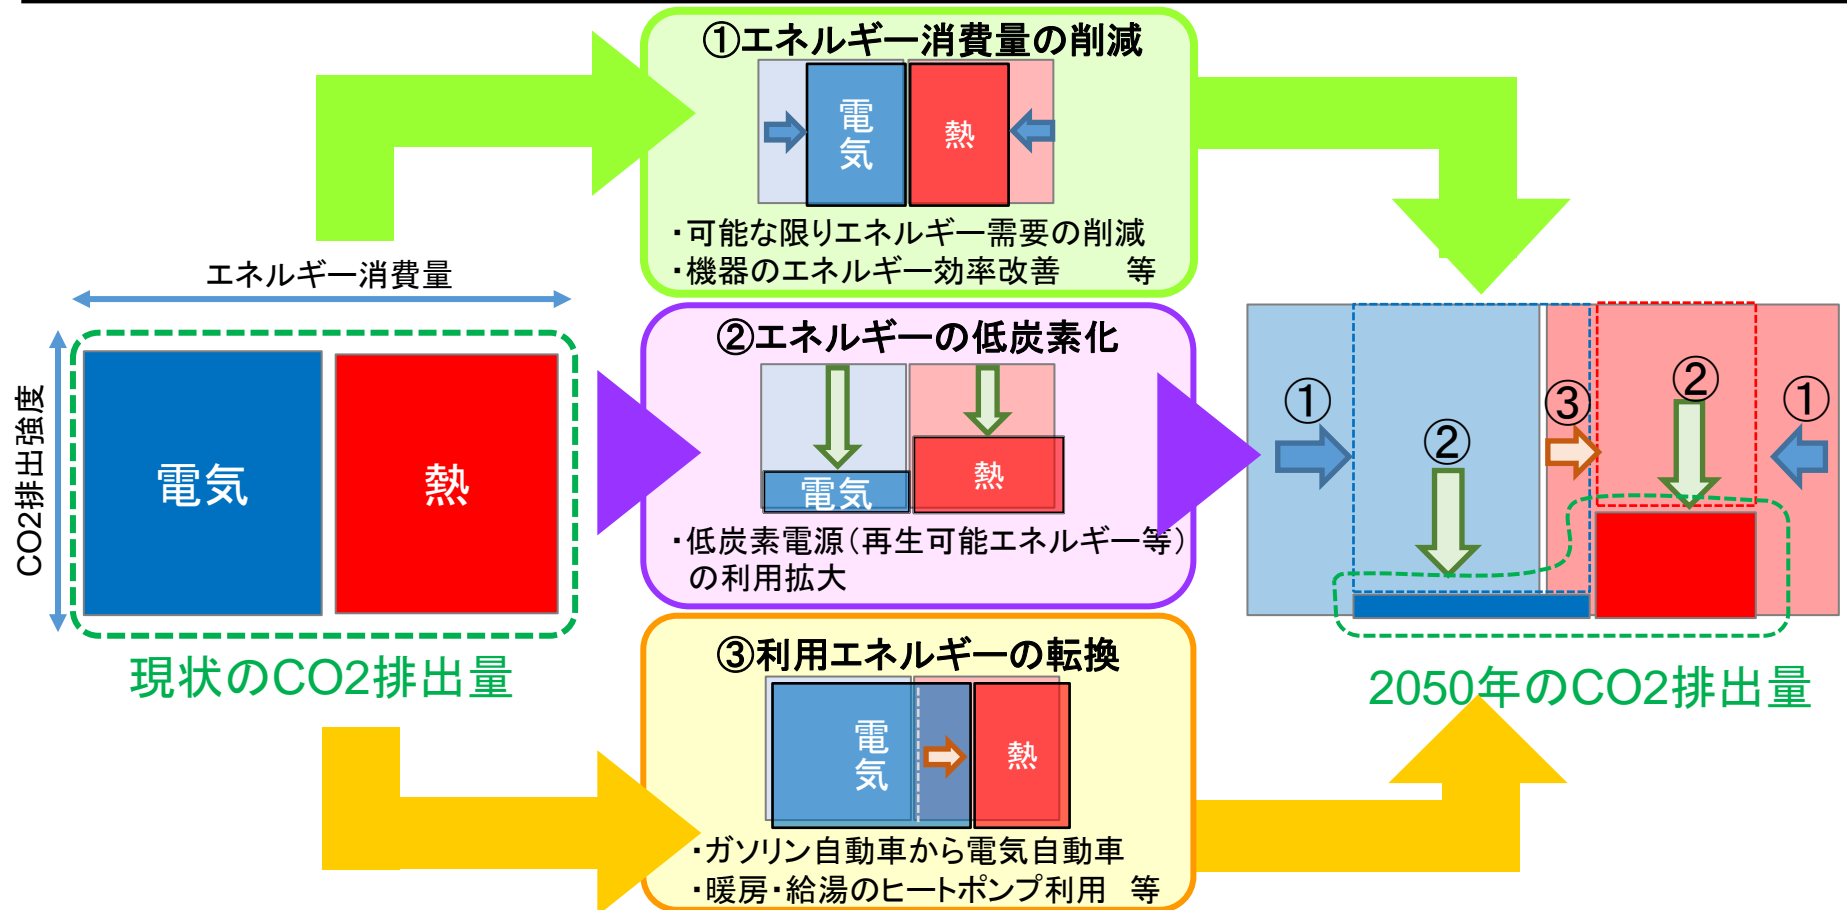 ①エネルギー消費量の削減
電気
熱
・可能な限りエネルギー需要の削減
・機器のエネルギー効率改善　　等
エネルギー消費量
CO2排出強度
電気
熱
現状のCO2排出量
②エネルギーの低炭素化
電気
熱
・低炭素電源（再生可能エネルギー等）
の利用拡大
③利用エネルギーの転換
電気
熱
・ガソリン自動車から電気自動車
・暖房・給湯のヒートポンプ利用　等
①
②
③
②
①
2050年のCO2排出量